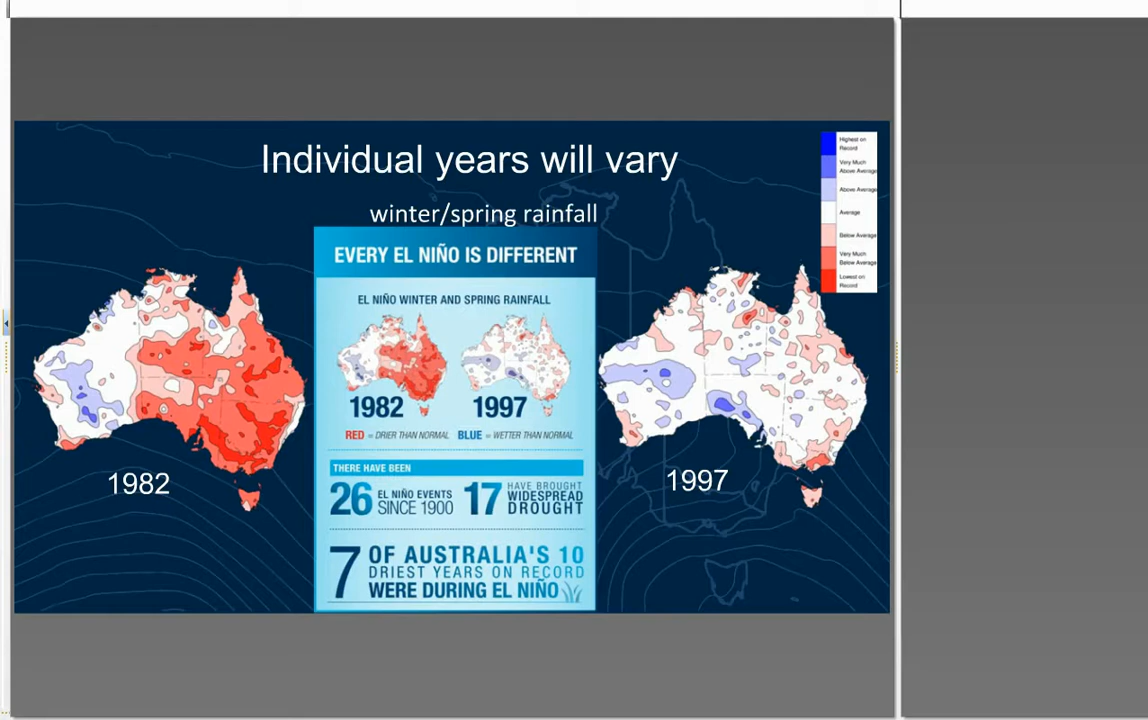 Individual years will vary
winter/spring rainfall
EVERY EL NIÑO IS DIFFERENT
EL NIÑO WINTER AND SPRING RAINFALL
1982
1997
RED = DRIER THAN NORMAL
BLUE = WETTER THAN NORMAL
THERE HAVE BEEN
26 EL NIÑO EVENTS
SINCE 1900
17 HAVE BROUGHT
WIDESPREAD
DROUGHT
7 OF AUSTRALIA'S 10
DRIEST YEARS ON RECORD
WERE DURING EL NIÑO
1982
1997
Highest on
Record
Very Much
Above Average
Above Average
Average
Below Average
Very Much
Below Average
Lowest on
Record